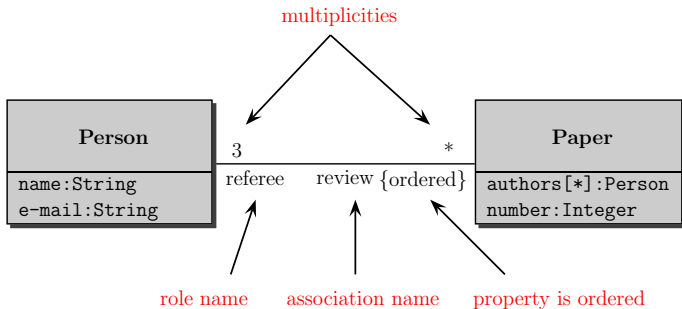 multiplicities
Person
Paper
3
*
referee
review
{ordered}
name:String
e-mail:String
authors[*]:Person
number:Integer
role name
association name
property is ordered